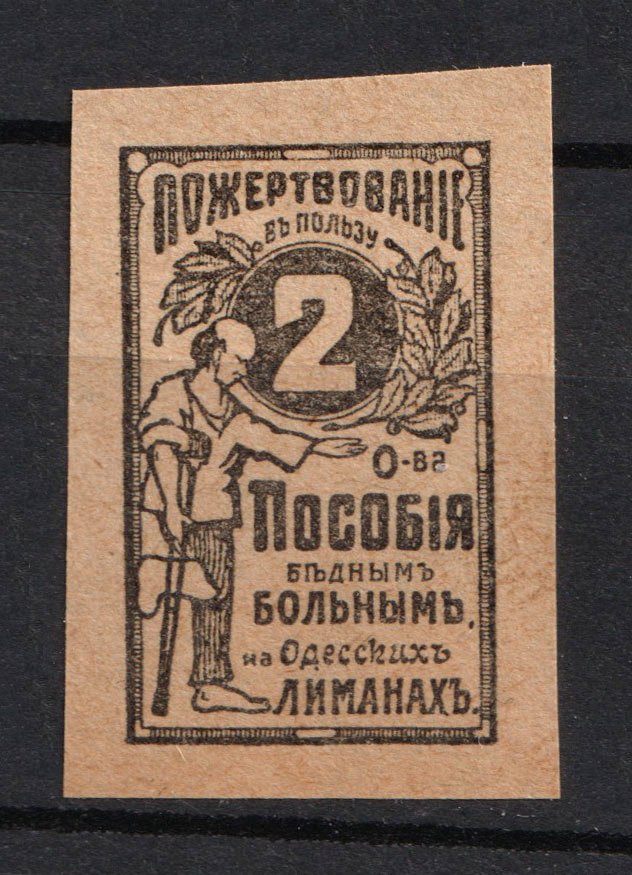 ПОЖЕРТВОВАНІЕ
ВЪ ПОЛЬЗУ
2
О-ва
ПОСОБІЯ
БѢДНЫМЪ
БОЛЬНЫМЪ,
на Одесскихъ
ЛИМАНАХЪ.